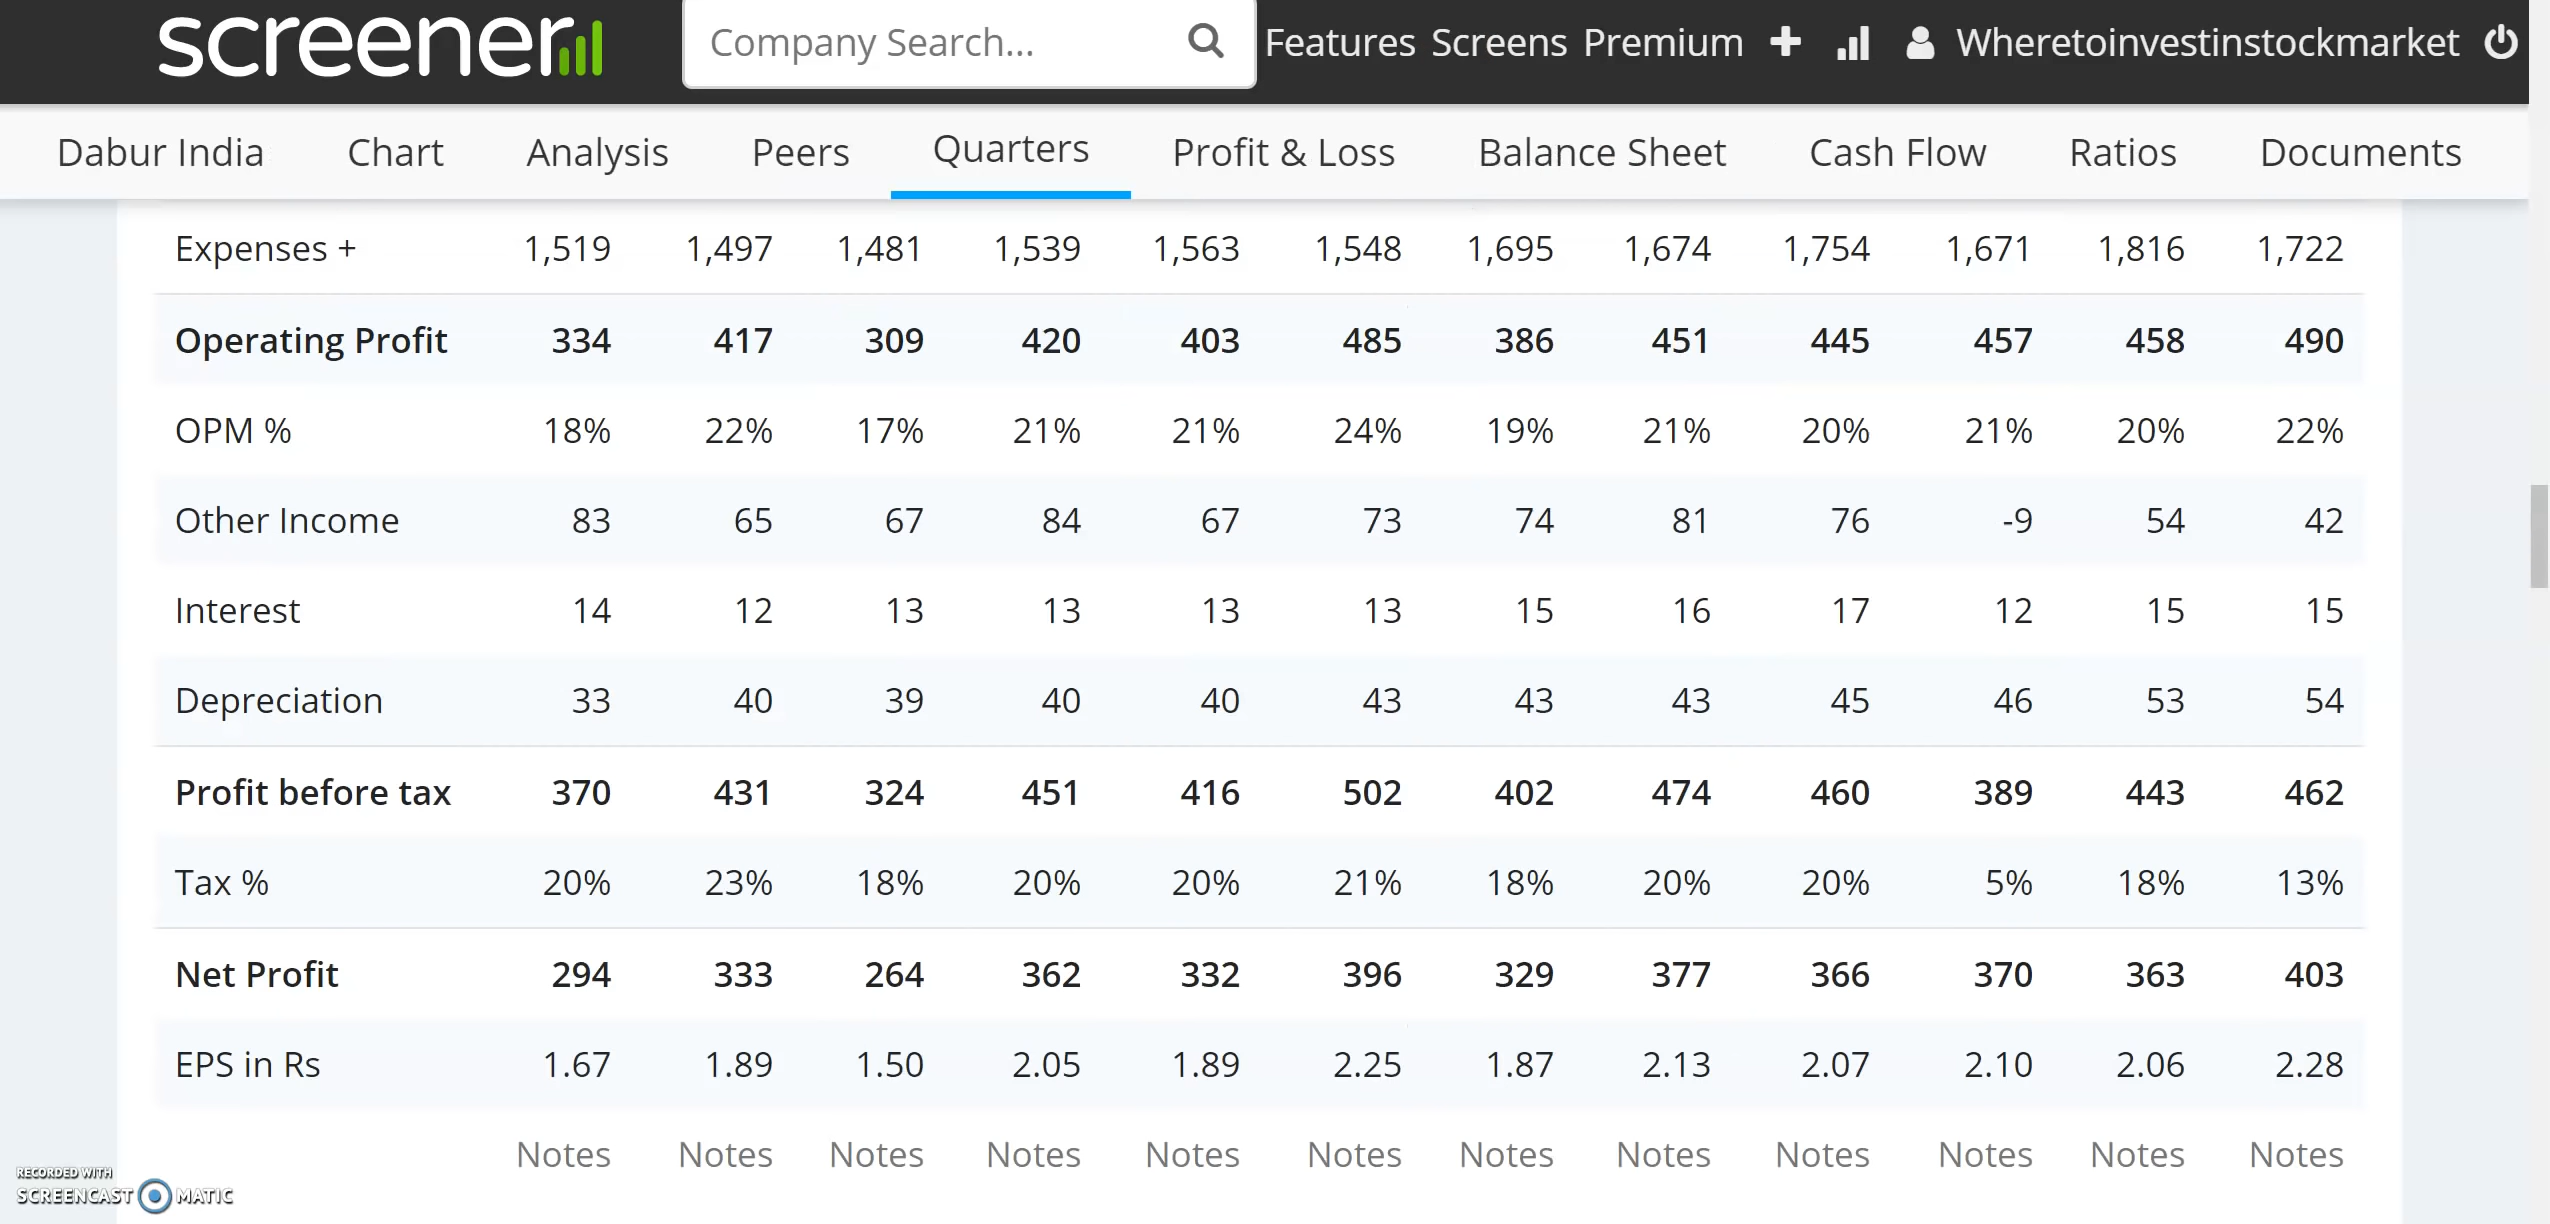 screener Company Search... Features Screens Premium Wheretoinvestinstockmarket
Dabur India Chart Analysis Peers Quarters Profit & Loss Balance Sheet Cash Flow Ratios Documents
Expenses + 1,519 1,497 1,481 1,539 1,563 1,548 1,695 1,674 1,754 1,671 1,816 1,722
Operating Profit 334 417 309 420 403 485 386 451 445 457 458 490
OPM % 18% 22% 17% 21% 21% 24% 19% 21% 20% 21% 20% 22%
Other Income 83 65 67 84 67 73 74 81 76 -9 54 42
Interest 14 12 13 13 13 13 15 16 17 12 15 15
Depreciation 33 40 39 40 40 43 43 43 45 46 53 54
Profit before tax 370 431 324 451 416 502 402 474 460 389 443 462
Tax % 20% 23% 18% 20% 20% 21% 18% 20% 20% 5% 18% 13%
Net Profit 294 333 264 362 332 396 329 377 366 370 363 403
EPS in Rs 1.67 1.89 1.50 2.05 1.89 2.25 1.87 2.13 2.07 2.10 2.06 2.28
Notes Notes Notes Notes Notes Notes Notes Notes Notes Notes Notes Notes
RECORDED WITH
SCREENCAST MATIC